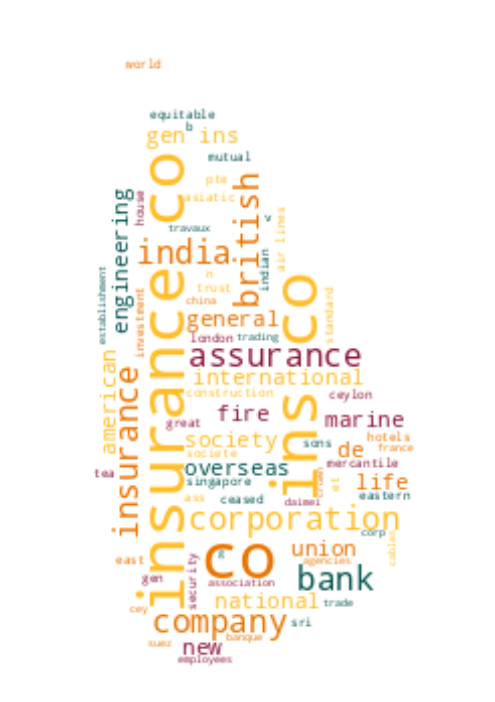 world
equitable
b
gen ins
mutual
pte
asiatic
british
engineering
house
insurance co
travaux
v
air lines
india
indian
establishment
n
trust
china
investment
ins co
standard
general
london
trading
assurance
american
insurance
international
construction
ceylon
fire
great
marine
society
sons
hotels
france
societe
de
overseas
mercantile
tea
singapore
crown
et
life
eastern
ass
ceased
daimei
corporation
corp
cables
co
g
union
east
agencies
gen
security
association
bank
national
trade
cey
company
sri
banque
suez
new
employees